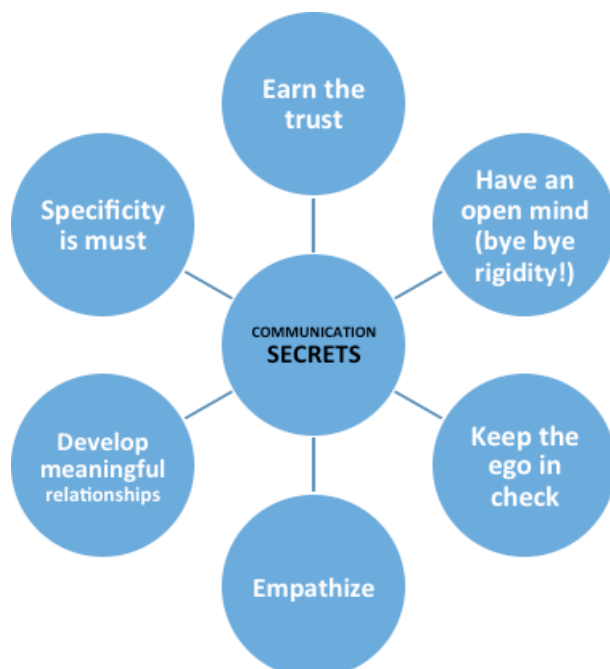 Earn the
trust
Specificity
is must
Have an
open mind
(bye bye
rigidity!)
COMMUNICATION
SECRETS
Develop
meaningful
relationships
Keep the
ego in
check
Empathize